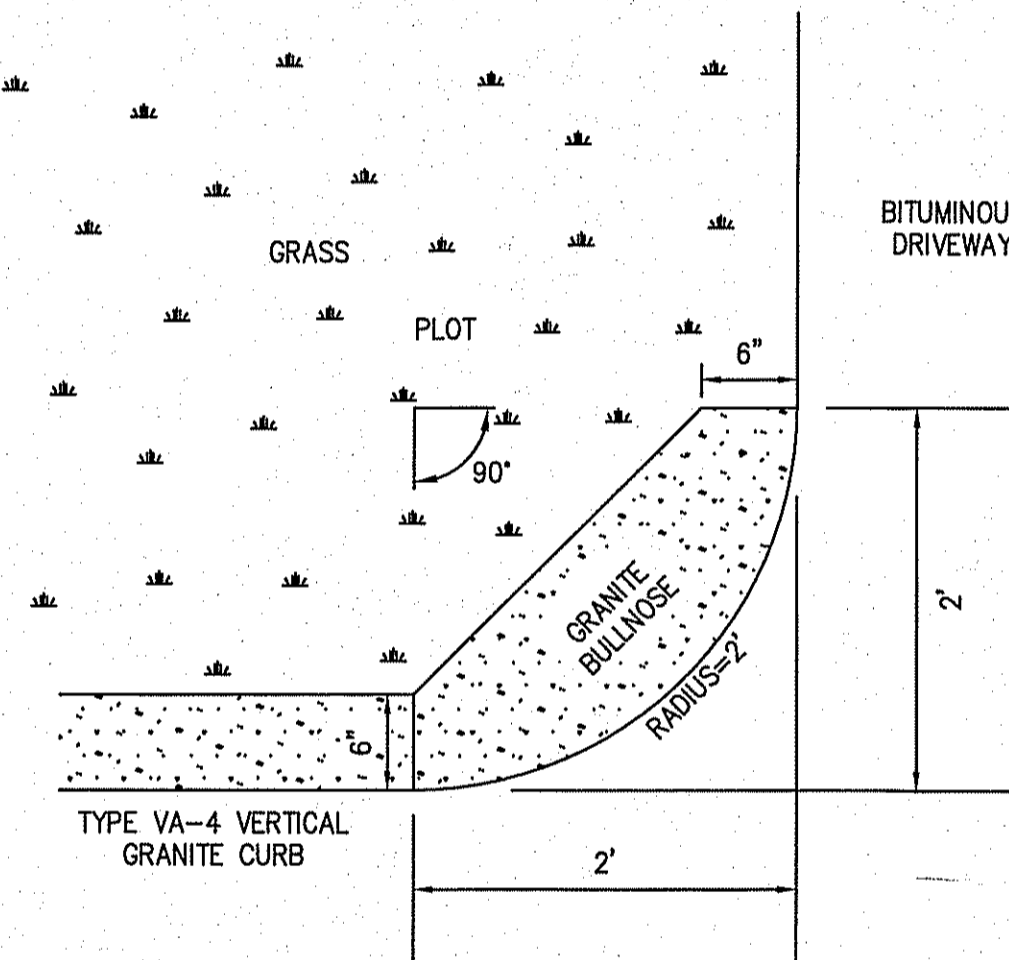 GRASS
PLOT
BITUMINOU
DRIVEWAY
6"
90°
2'
GRANITE
BULLNOSE
RADIUS=2'
6"
TYPE VA-4 VERTICAL
GRANITE CURB
2'